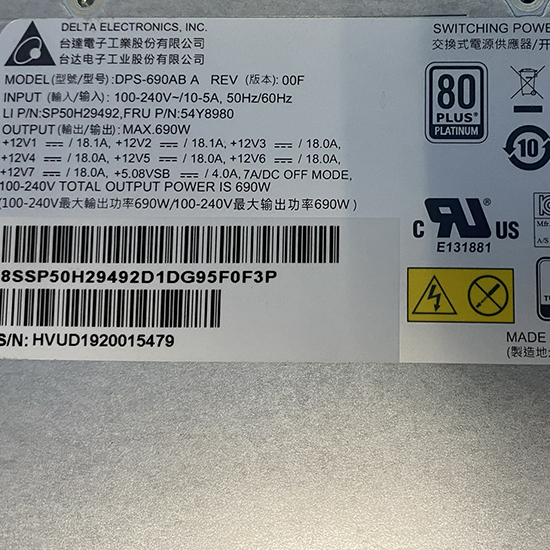 DELTA ELECTRONICS, INC.
台達電子工業股份有限公司
台达电子工业股份有限公司
SWITCHING POWE
交換式電源供應器/开
MODEL(型號/型号): DPS-690AB A REV (版本): 00F
INPUT (輸入/输入): 100-240V~/10-5A, 50Hz/60Hz
LI P/N:SP50H29492,FRU P/N:54Y8980
OUTPUT (輸出/输出): MAX.690W
+12V1 ⎓ / 18.1A, +12V2 ⎓ / 18.1A, +12V3 ⎓ / 18.0A,
+12V4 ⎓ / 18.0A, +12V5 ⎓ / 18.0A, +12V6 ⎓ / 18.0A,
+12V7 ⎓ / 18.0A, +5.08VSB ⎓ / 4.0A, 7A/DC OFF MODE,
100-240V TOTAL OUTPUT POWER IS 690W
(100-240V最大輸出功率690W/100-240V最大输出功率690W )
80
PLUS
PLATINUM
10
c RU US
E131881
Mfr
A/S
8SSP50H29492D1DG95F0F3P
S/N: HVUD1920015479
MADE
(製造地